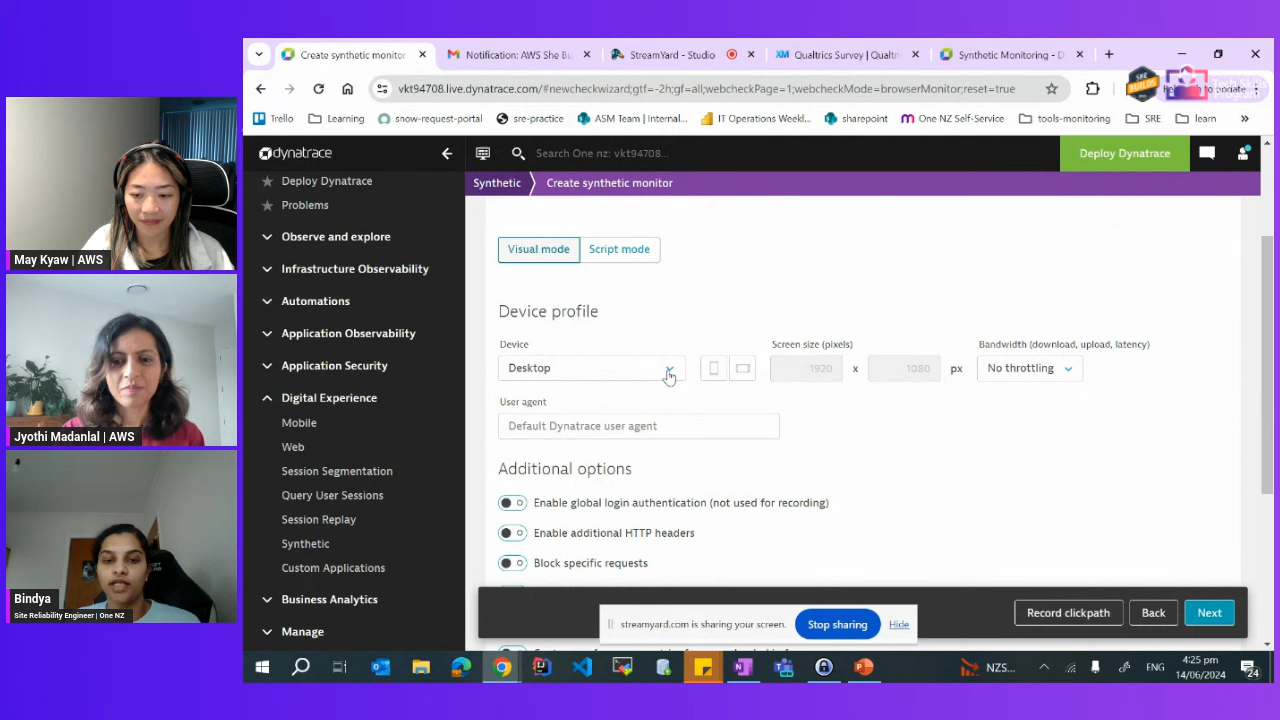 Create synthetic monitor
Notification: AWS She Bu
StreamYard - Studio
Qualtrics Survey | Qualtri
Synthetic Monitoring - D
vkt94708.live.dynatrace.com/#newcheckwizard;gtf=-2h;gf=all;webcheckPage=1;webcheckMode=browserMonitor;reset=true
Trello
Learning
snow-request-portal
sre-practice
ASM Team | Internal...
IT Operations Weekl...
sharepoint
One NZ Self-Service
tools-monitoring
SRE
learn
dynatrace
Search One nz: vkt94708...
Deploy Dynatrace
Synthetic
Create synthetic monitor
Deploy Dynatrace
Problems
Observe and explore
Infrastructure Observability
Automations
Application Observability
Application Security
Digital Experience
Mobile
Web
Session Segmentation
Query User Sessions
Session Replay
Synthetic
Custom Applications
Business Analytics
Manage
Visual mode
Script mode
Device profile
Device
Screen size (pixels)
Bandwidth (download, upload, latency)
Desktop
1920 x 1080 px
No throttling
User agent
Default Dynatrace user agent
Additional options
Enable global login authentication (not used for recording)
Enable additional HTTP headers
Block specific requests
Record clickpath
Back
Next
streamyard.com is sharing your screen.
Stop sharing
Hide
NZS...
ENG
4:25 pm
14/06/2024
24
May Kyaw | AWS
Jyothi Madanlal | AWS
Bindya
Site Reliability Engineer | One NZ